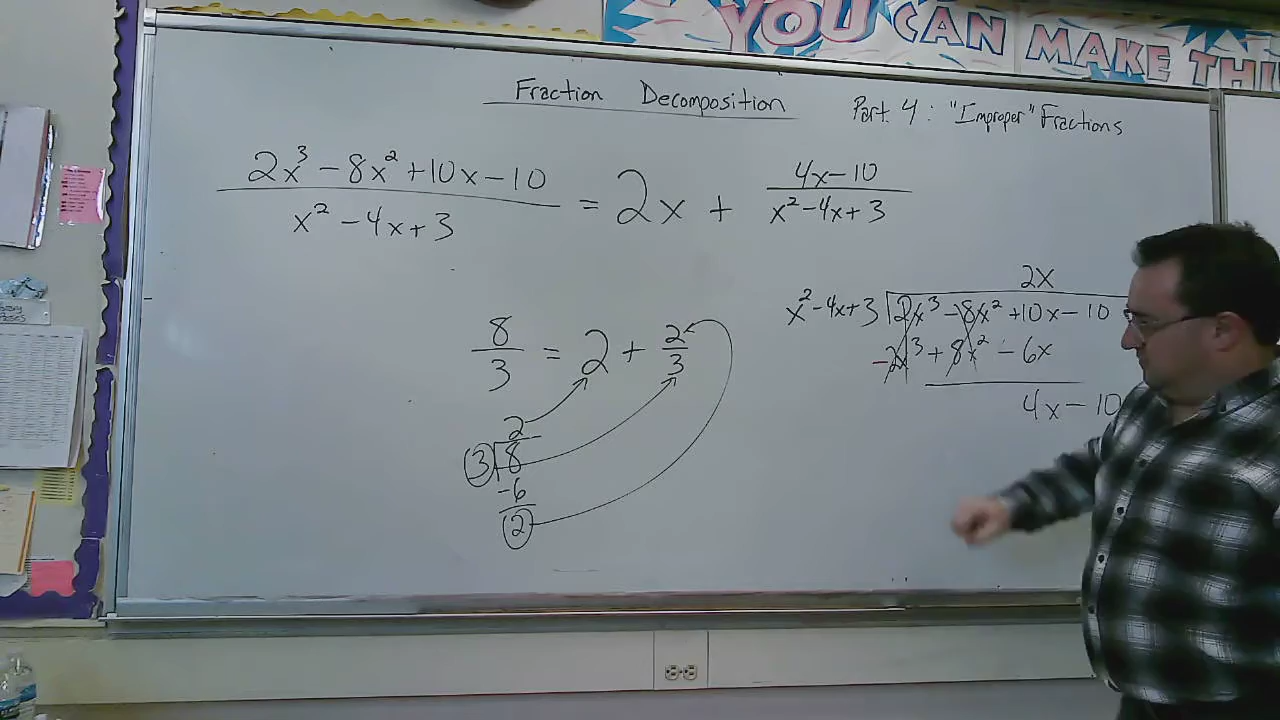 YOU CAN MAKE THI
Fraction Decomposition
Part 4: "Improper" Fractions
2x³ - 8x² + 10x - 10 / x² - 4x + 3 = 2x + 4x - 10 / x² - 4x + 3
8/3 = 2 + 2/3
2
3 8
-6
2
2x
x² - 4x + 3 2x³ - 8x² + 10x - 10
-2x³ + 8x² - 6x
4x - 10